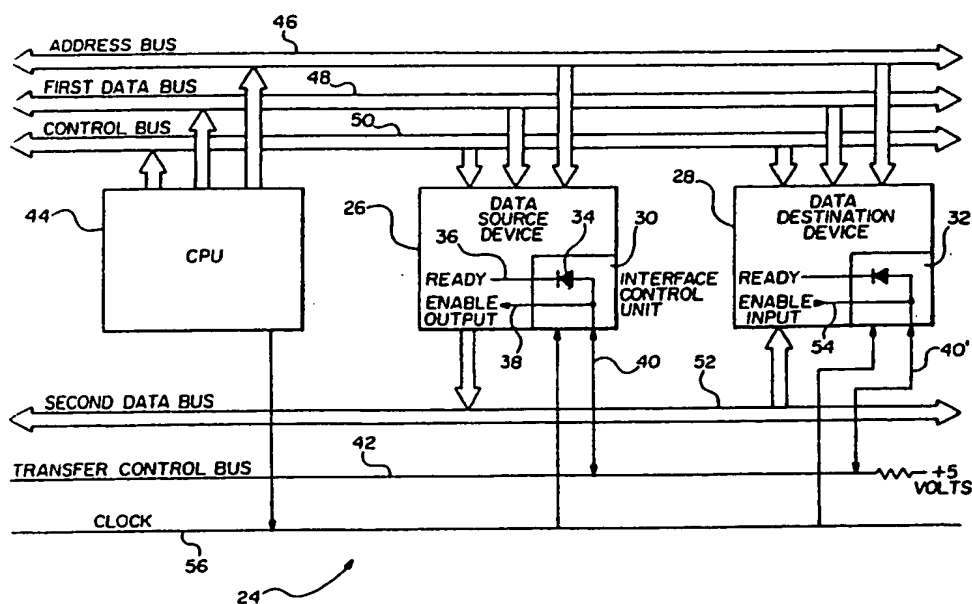 46
ADDRESS BUS
48
FIRST DATA BUS
50
CONTROL BUS
44
CPU
26
DATA
SOURCE
DEVICE
30
36
34
READY
ENABLE
OUTPUT
38
INTERFACE
CONTROL
UNIT
40
28
DATA
DESTINATION
DEVICE
32
READY
ENABLE
INPUT
54
40'
52
SECOND DATA BUS
42
TRANSFER CONTROL BUS
+5
VOLTS
CLOCK
56
24